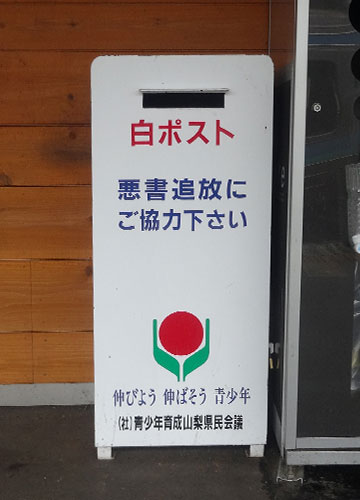 白ポスト
悪書追放に
ご協力下さい
伸びよう 伸ばそう 青少年
(社)青少年育成山梨県民会議